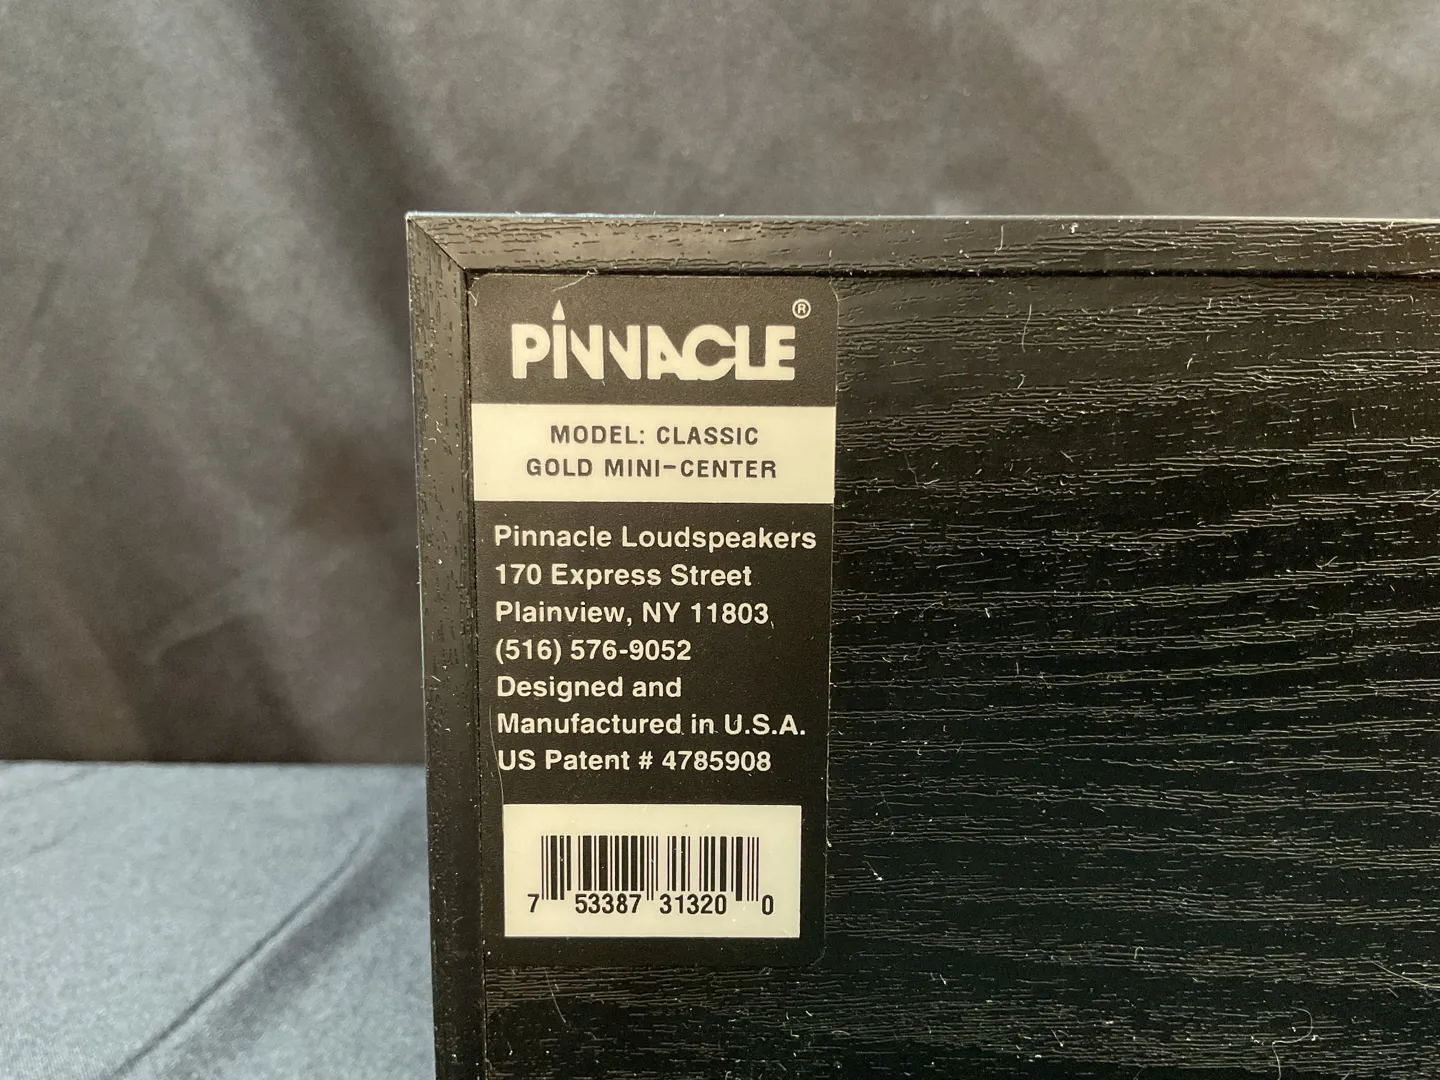 PINNACLE®
MODEL: CLASSIC
GOLD MINI-CENTER
Pinnacle Loudspeakers
170 Express Street
Plainview, NY 11803
(516) 576-9052
Designed and
Manufactured in U.S.A.
US Patent # 4785908
7 53387 31320 0